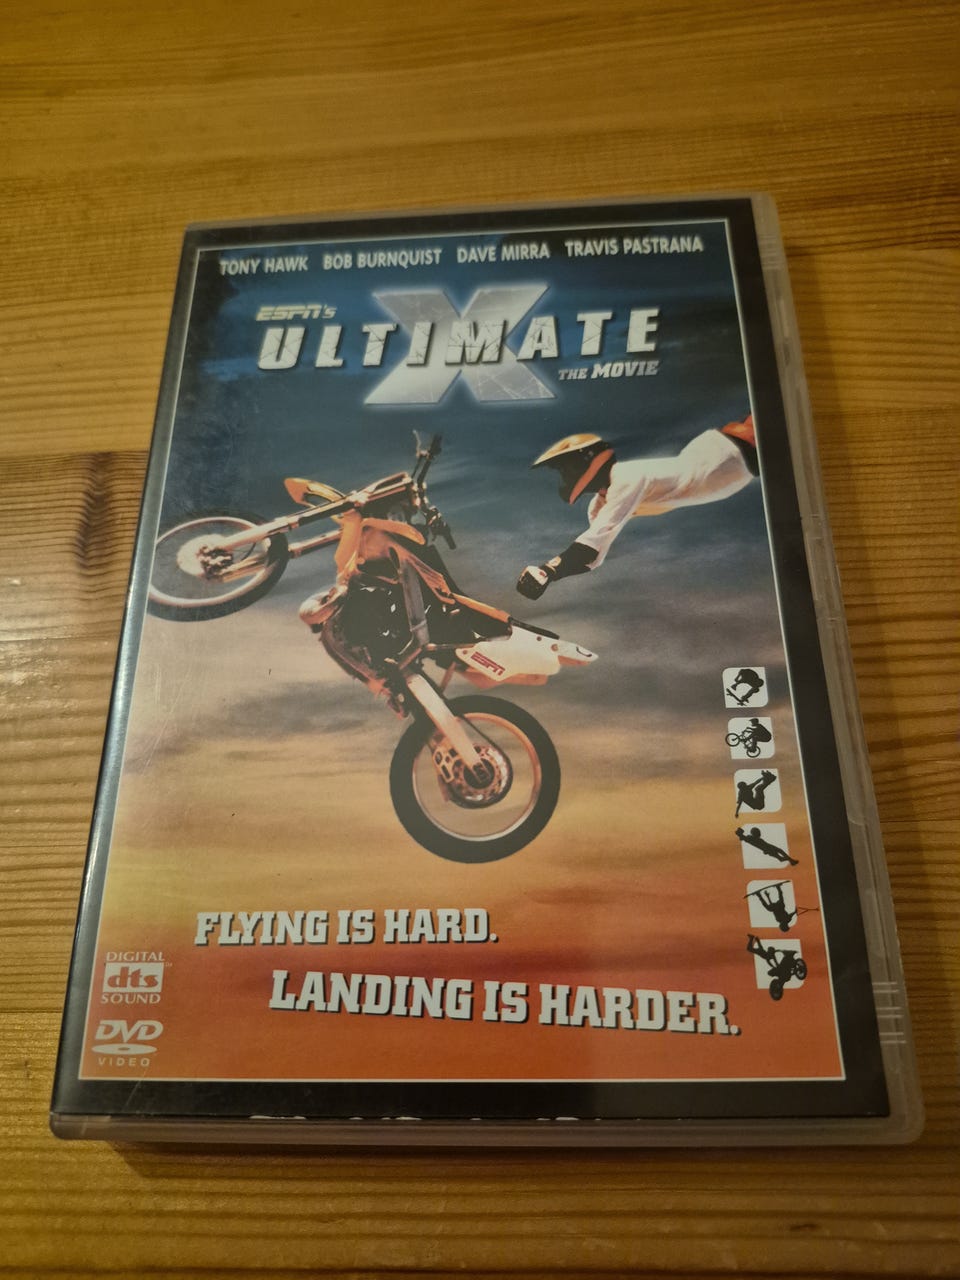 TONY HAWK BOB BURNQUIST DAVE MIRRA TRAVIS PASTRANA
ESPN's
X
ULTIMATE
THE MOVIE
ESPN
FLYING IS HARD.
LANDING IS HARDER.
DIGITAL
dts
SOUND
DVD
VIDEO